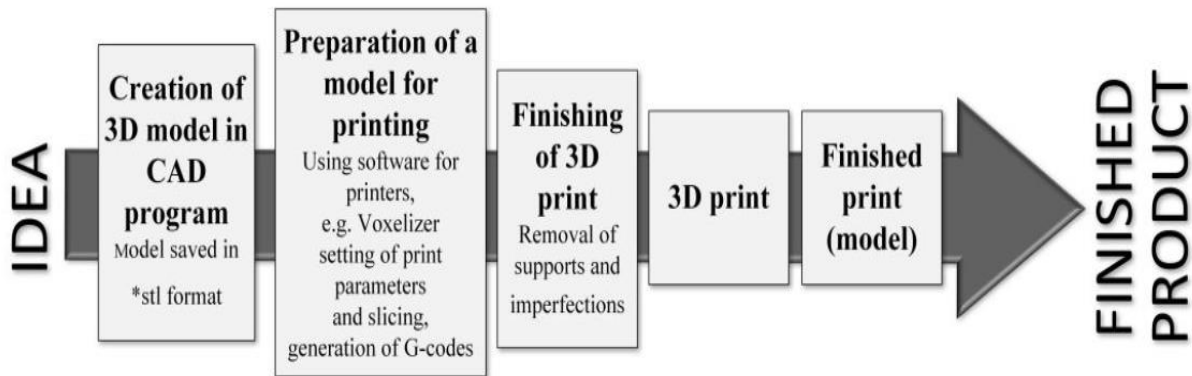 IDEA
Creation of
3D model in
CAD
program
Model saved in
*stl format
Preparation of a
model for
printing
Using software for
printers,
e.g. Voxelizer
setting of print
parameters
and slicing,
generation of G-codes
Finishing
of 3D
print
Removal of
supports and
imperfections
3D print
Finished
print
(model)
FINISHED
PRODUCT